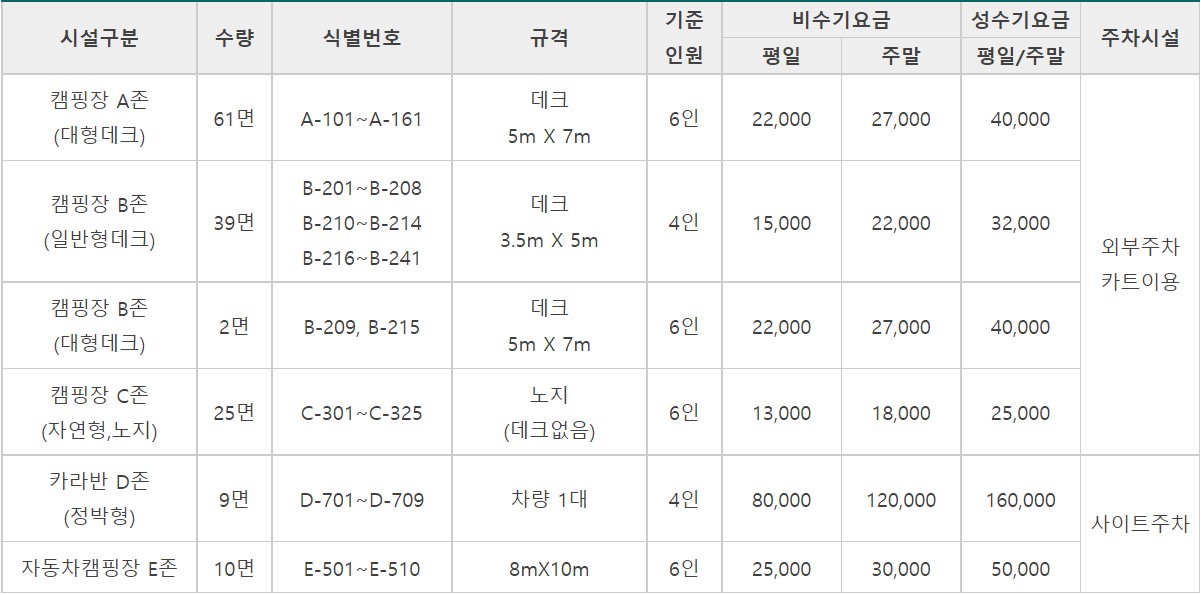 시설구분 수량 식별번호 규격 기준 인원 비수기요금 성수기요금 주차시설
평일 주말 평일/주말
캠핑장 A존
(대형데크)
61면
A-101~A-161
데크
5m X 7m
6인
22,000
27,000
40,000
외부주차
카트이용
캠핑장 B존
(일반형데크)
39면
B-201~B-208
B-210~B-214
B-216~B-241
데크
3.5m X 5m
4인
15,000
22,000
32,000
캠핑장 B존
(대형데크)
2면
B-209, B-215
데크
5m X 7m
6인
22,000
27,000
40,000
캠핑장 C존
(자연형,노지)
25면
C-301~C-325
노지
(데크없음)
6인
13,000
18,000
25,000
카라반 D존
(정박형)
9면
D-701~D-709
차량 1대
4인
80,000
120,000
160,000
사이트주차
자동차캠핑장 E존
10면
E-501~E-510
8mX10m
6인
25,000
30,000
50,000